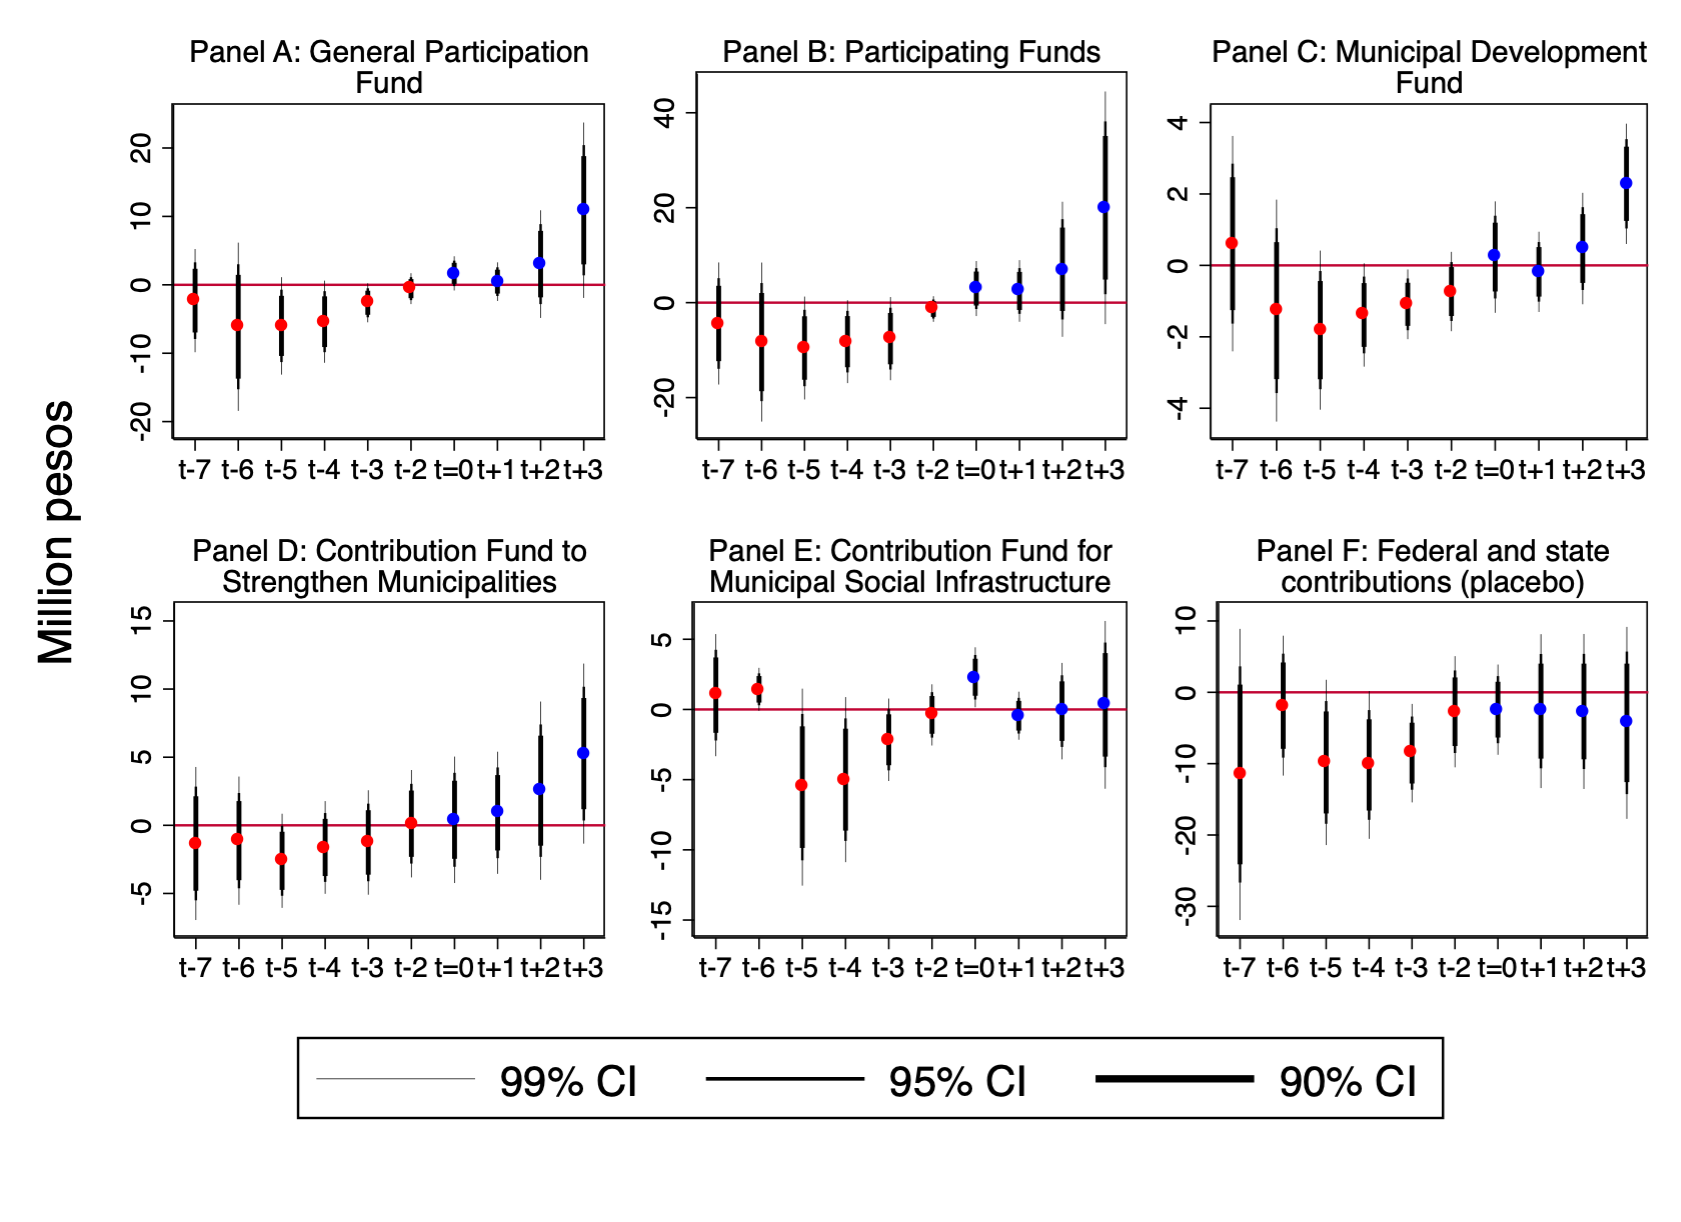 Million pesos
Panel A: General Participation
Fund
20
10
0
-10
-20
t-7 t-6 t-5 t-4 t-3 t-2 t=0 t+1 t+2 t+3
Panel B: Participating Funds
40
20
0
-20
t-7 t-6 t-5 t-4 t-3 t-2 t=0 t+1 t+2 t+3
Panel C: Municipal Development
Fund
4
2
0
-2
-4
t-7 t-6 t-5 t-4 t-3 t-2 t=0 t+1 t+2 t+3
Panel D: Contribution Fund to
Strengthen Municipalities
15
10
5
0
-5
t-7 t-6 t-5 t-4 t-3 t-2 t=0 t+1 t+2 t+3
Panel E: Contribution Fund for
Municipal Social Infrastructure
5
0
-5
-10
-15
t-7 t-6 t-5 t-4 t-3 t-2 t=0 t+1 t+2 t+3
Panel F: Federal and state
contributions (placebo)
10
0
-10
-20
-30
t-7 t-6 t-5 t-4 t-3 t-2 t=0 t+1 t+2 t+3
99% CI 95% CI 90% CI